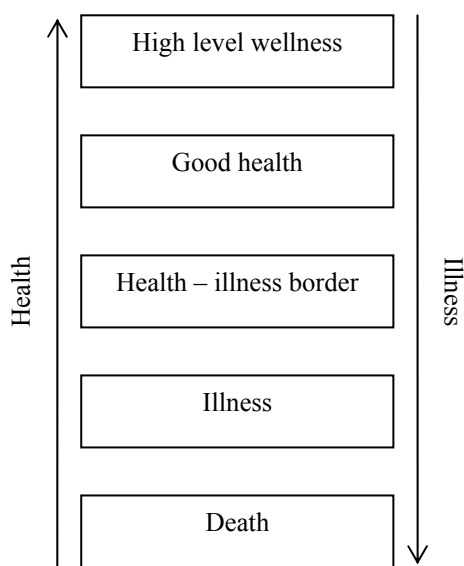 High level wellness
Good health
Health – illness border
Illness
Death
Health
Illness